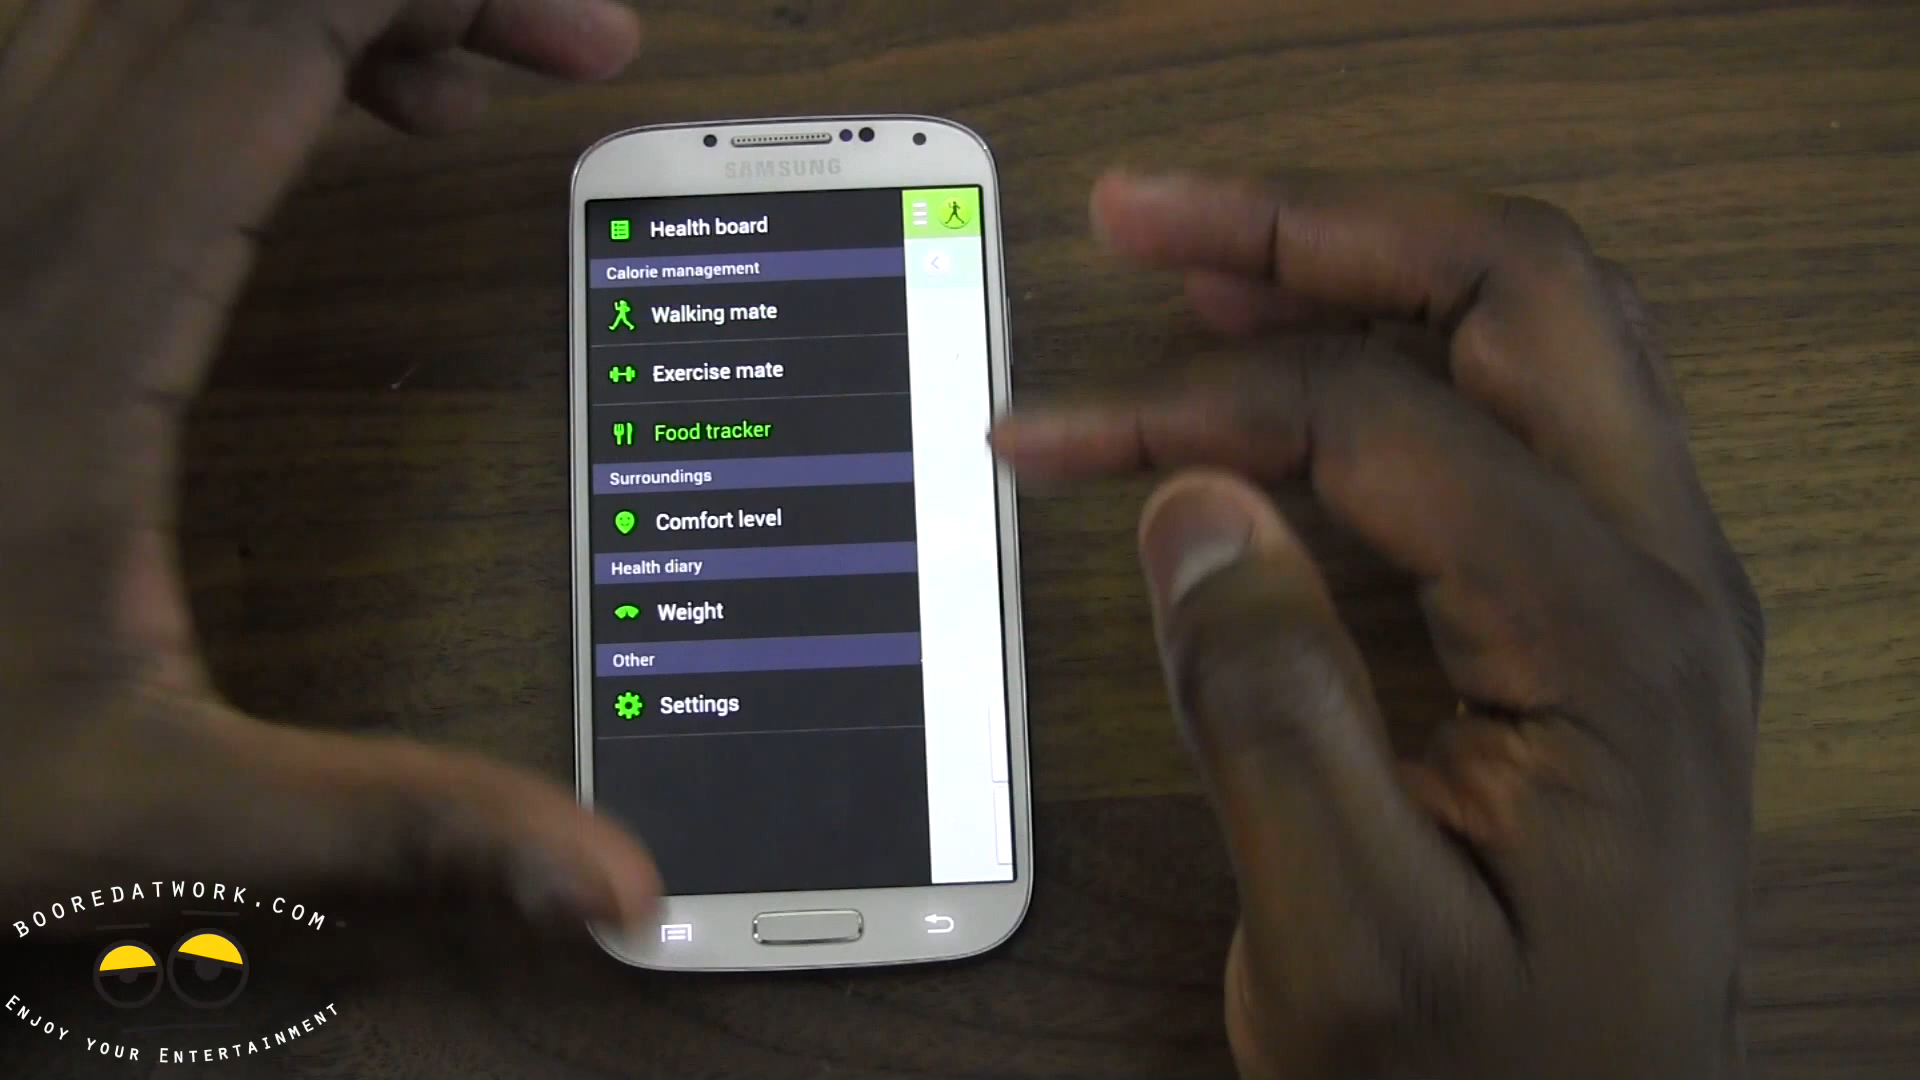 SAMSUNG
Health board
Calorie management
Walking mate
Exercise mate
Food tracker
Surroundings
Comfort level
Health diary
Weight
Other
Settings
BOOREDATWORK.COM
ENJOY YOUR ENTERTAINMENT